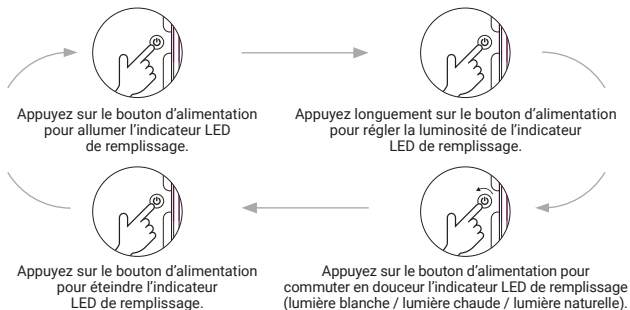 Appuyez sur le bouton d'alimentation
pour allumer l'indicateur LED
de remplissage.
Appuyez longuement sur le bouton d'alimentation
pour régler la luminosité de l'indicateur
LED de remplissage.
Appuyez sur le bouton d'alimentation
pour éteindre l'indicateur
LED de remplissage.
Appuyez sur le bouton d'alimentation pour
commuter en douceur l'indicateur LED de remplissage
(lumière blanche / lumière chaude / lumière naturelle).